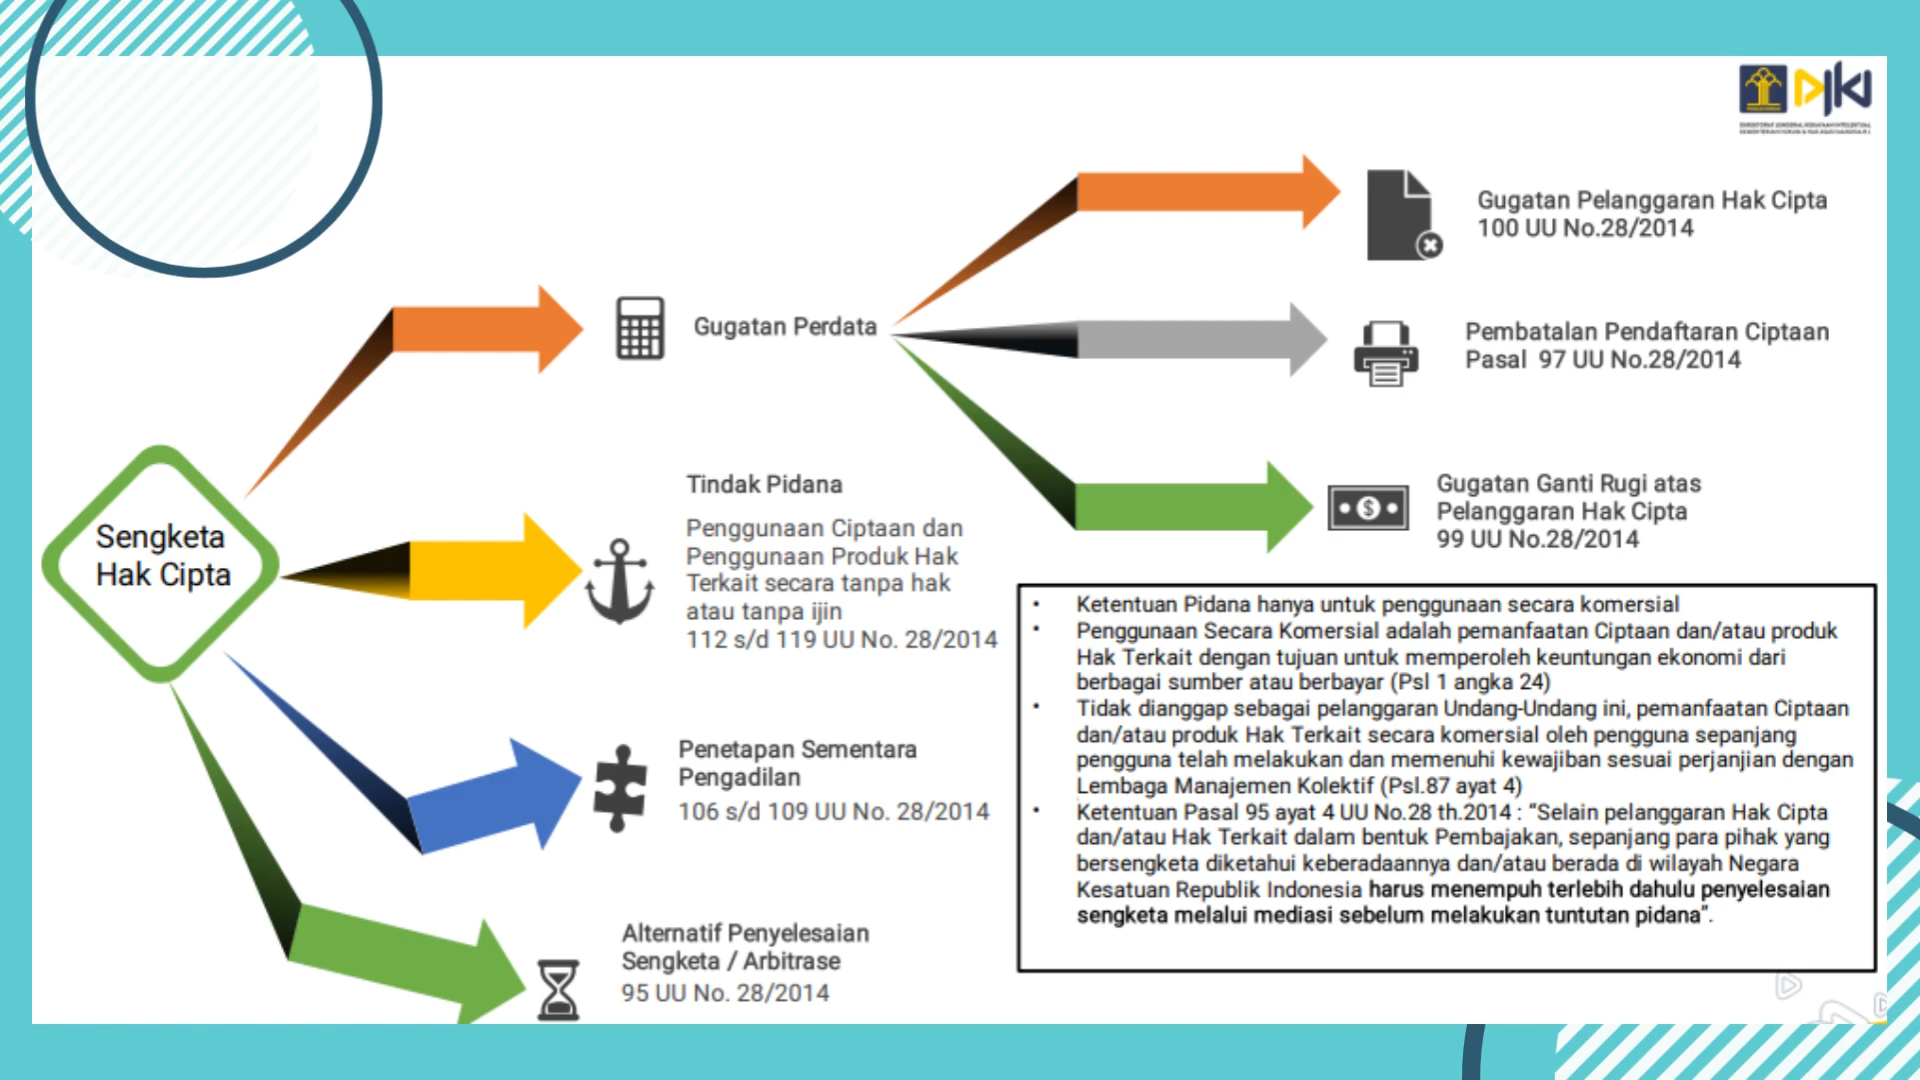 Sengketa
Hak Cipta
Gugatan Perdata
Gugatan Pelanggaran Hak Cipta
100 UU No.28/2014
Pembatalan Pendaftaran Ciptaan
Pasal 97 UU No.28/2014
Gugatan Ganti Rugi atas
Pelanggaran Hak Cipta
99 UU No.28/2014
Tindak Pidana
Penggunaan Ciptaan dan
Penggunaan Produk Hak
Terkait secara tanpa hak
atau tanpa ijin
112 s/d 119 UU No. 28/2014
Penetapan Sementara
Pengadilan
106 s/d 109 UU No. 28/2014
Alternatif Penyelesaian
Sengketa / Arbitrase
95 UU No. 28/2014
• Ketentuan Pidana hanya untuk penggunaan secara komersial
• Penggunaan Secara Komersial adalah pemanfaatan Ciptaan dan/atau produk
Hak Terkait dengan tujuan untuk memperoleh keuntungan ekonomi dari
berbagai sumber atau berbayar (Psl 1 angka 24)
• Tidak dianggap sebagai pelanggaran Undang-Undang ini, pemanfaatan Ciptaan
dan/atau produk Hak Terkait secara komersial oleh pengguna sepanjang
pengguna telah melakukan dan memenuhi kewajiban sesuai perjanjian dengan
Lembaga Manajemen Kolektif (Psl.87 ayat 4)
• Ketentuan Pasal 95 ayat 4 UU No.28 th.2014 : “Selain pelanggaran Hak Cipta
dan/atau Hak Terkait dalam bentuk Pembajakan, sepanjang para pihak yang
bersengketa diketahui keberadaannya dan/atau berada di wilayah Negara
Kesatuan Republik Indonesia harus menempuh terlebih dahulu penyelesaian
sengketa melalui mediasi sebelum melakukan tuntutan pidana”.